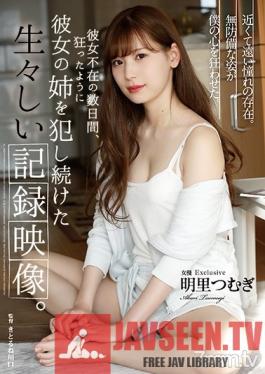 近くて遠い憧れの存在。
無防備な姿が
僕の心を狂わせた。
彼女不在の数日間、
狂ったように
彼女の姉を犯し続けた
生々しい
「記録映像」。
女優 Exclusive
明里つむぎ
Akari Tsumugi
JAVSEEN.TV
FREE JAV LIBRARY